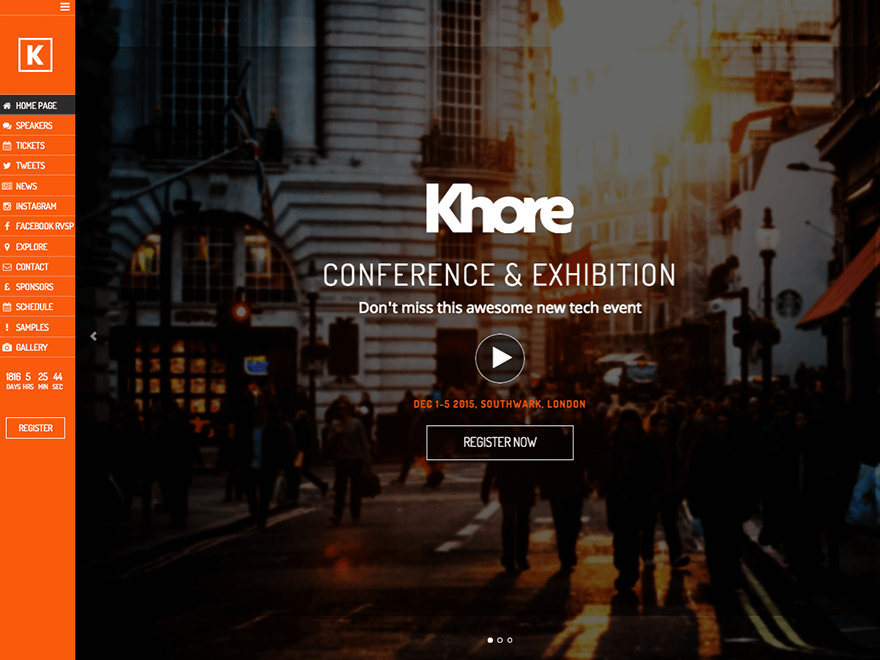 K
HOME PAGE
SPEAKERS
TICKETS
TWEETS
NEWS
INSTAGRAM
FACEBOOK RVSP
EXPLORE
CONTACT
SPONSORS
SCHEDULE
SAMPLES
GALLERY
1816 5 25 44
DAYS HRS MIN SEC
REGISTER
Khore
CONFERENCE & EXHIBITION
Don't miss this awesome new tech event
DEC 1-5 2015, SOUTHWARK, LONDON
REGISTER NOW